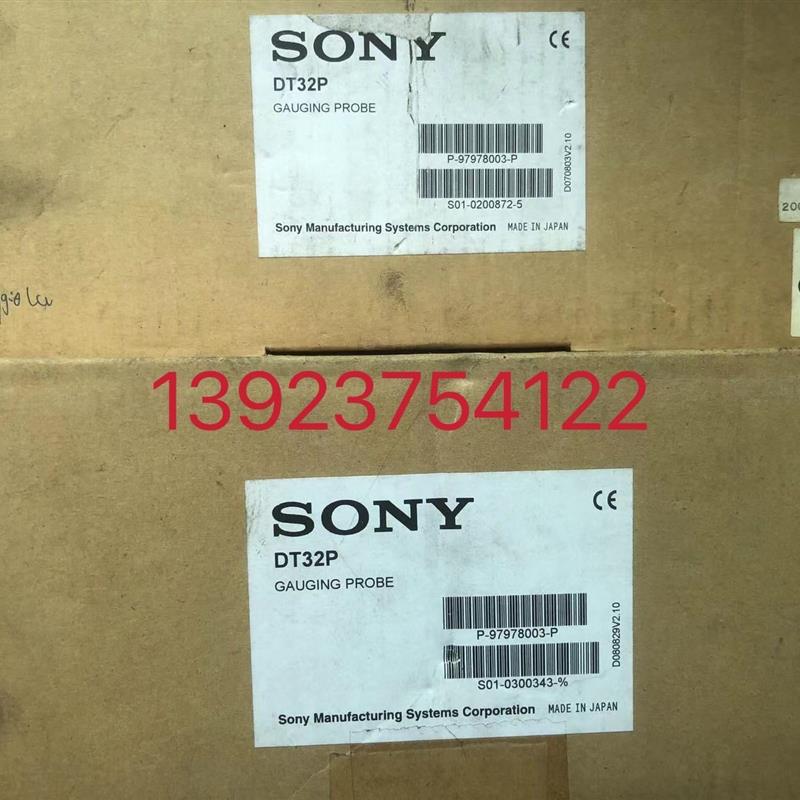 SONY
CE
DT32P
GAUGING PROBE
P-97978003-P
S01-0200872-5
D070803V2.10
Sony Manufacturing Systems Corporation MADE IN JAPAN
200
13923754122
SONY
CE
DT32P
GAUGING PROBE
P-97978003-P
S01-0300343-%
D080829V2.10
Sony Manufacturing Systems Corporation MADE IN JAPAN